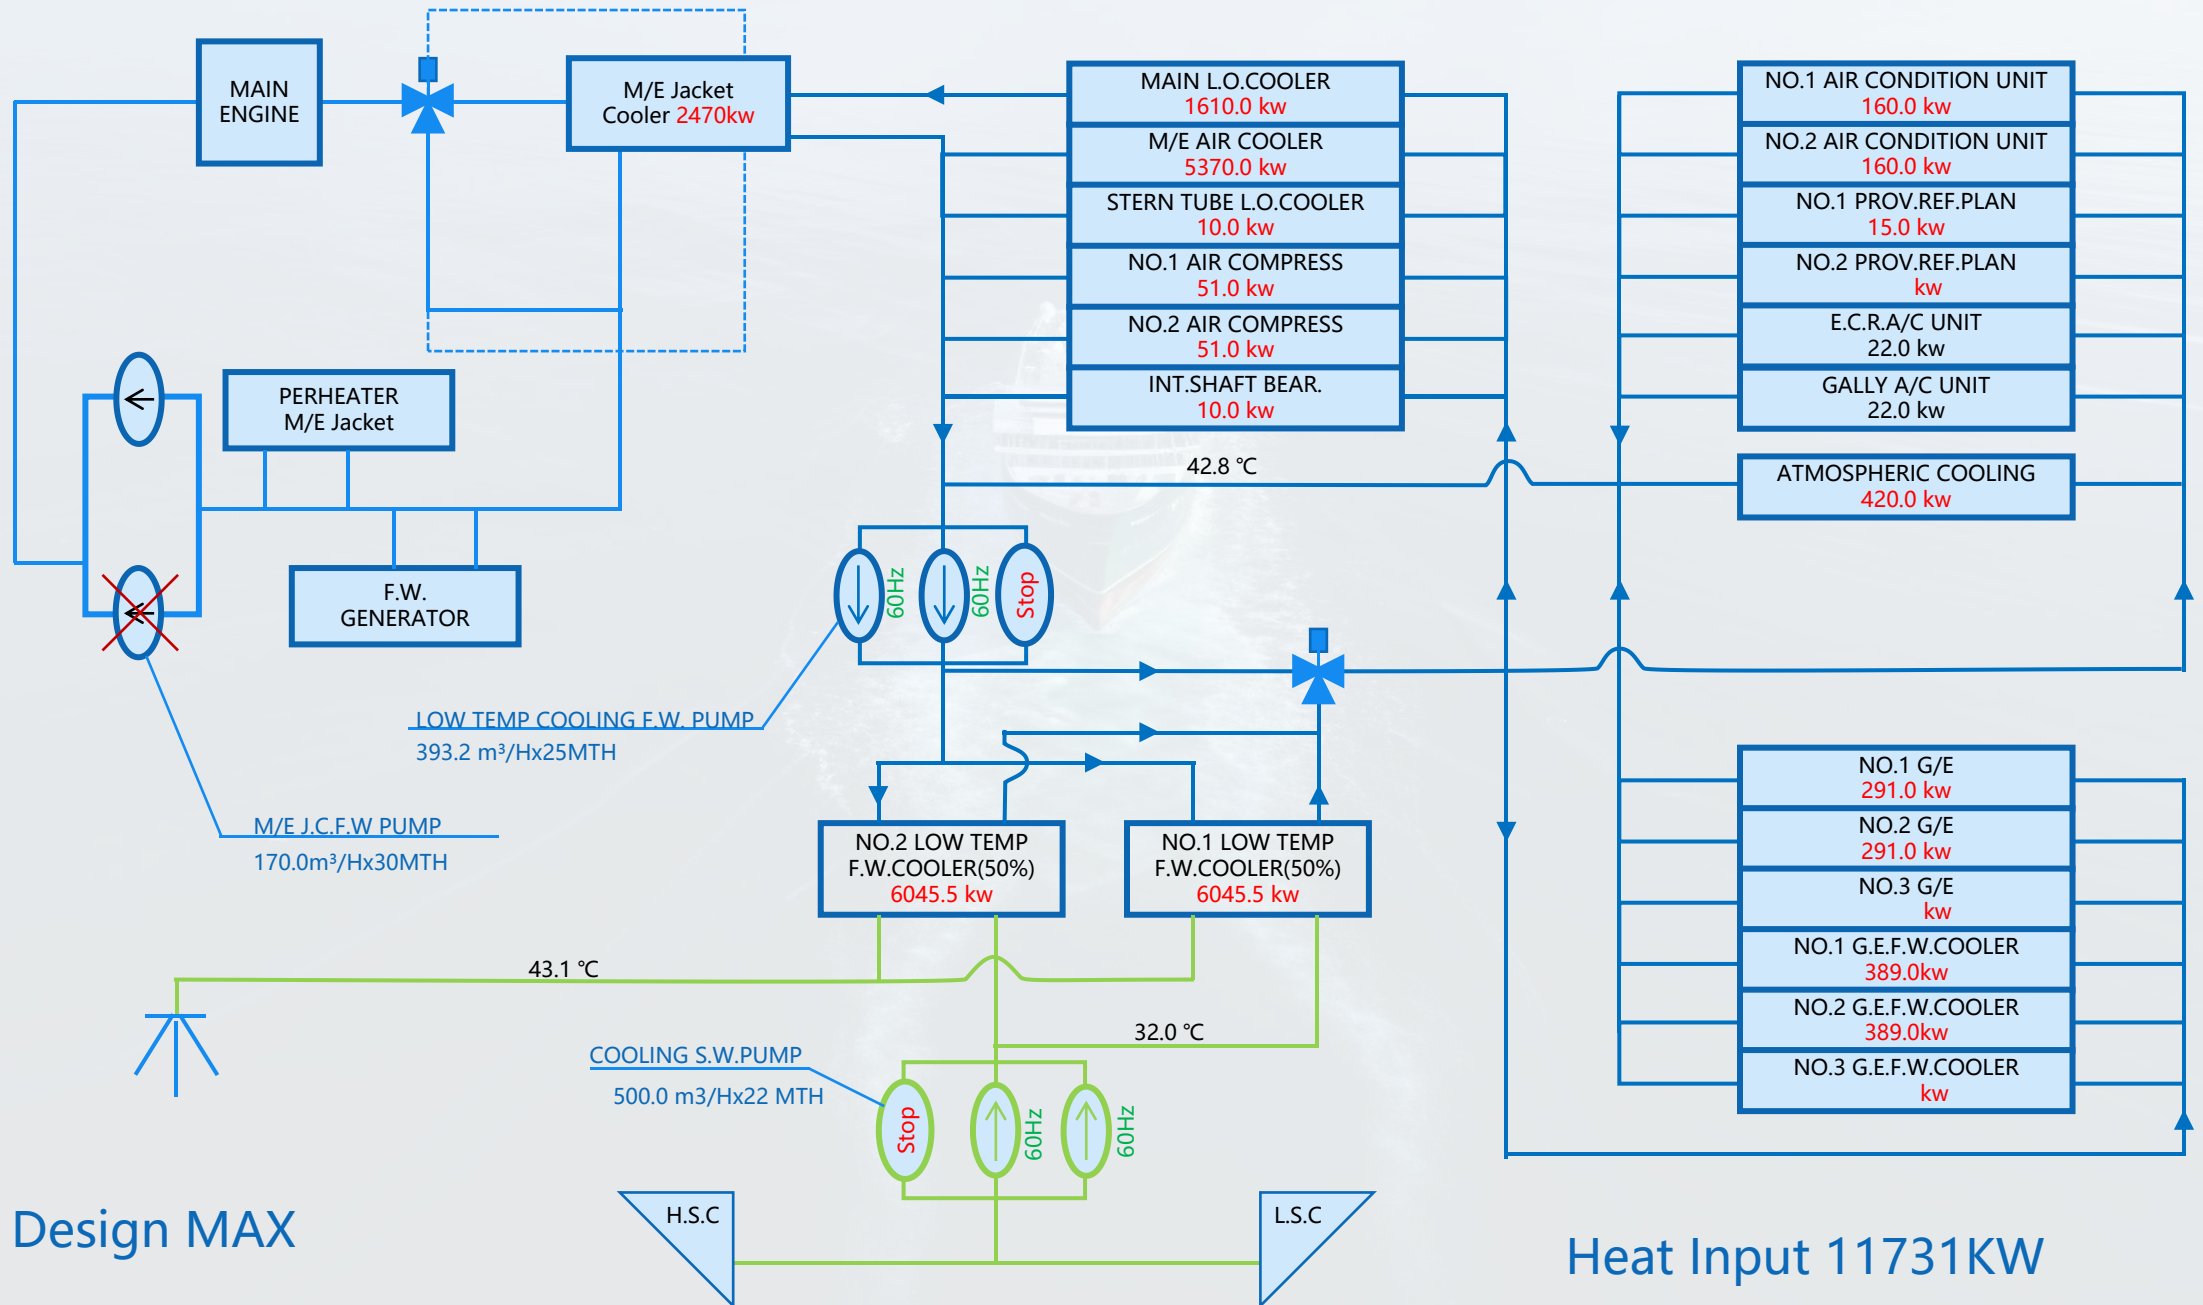 MAIN
ENGINE
M/E Jacket
Cooler 2470kw
MAIN L.O.COOLER
1610.0 kw
M/E AIR COOLER
5370.0 kw
STERN TUBE L.O.COOLER
10.0 kw
NO.1 AIR COMPRESS
51.0 kw
NO.2 AIR COMPRESS
51.0 kw
INT.SHAFT BEAR.
10.0 kw
NO.1 AIR CONDITION UNIT
160.0 kw
NO.2 AIR CONDITION UNIT
160.0 kw
NO.1 PROV.REF.PLAN
15.0 kw
NO.2 PROV.REF.PLAN
kw
E.C.R.A/C UNIT
22.0 kw
GALLY A/C UNIT
22.0 kw
ATMOSPHERIC COOLING
420.0 kw
42.8 ℃
PERHEATER
M/E Jacket
F.W.
GENERATOR
60Hz
60Hz
Stop
LOW TEMP COOLING F.W. PUMP
393.2 m³/Hx25MTH
M/E J.C.F.W PUMP
170.0m³/Hx30MTH
NO.2 LOW TEMP
F.W.COOLER(50%)
6045.5 kw
NO.1 LOW TEMP
F.W.COOLER(50%)
6045.5 kw
NO.1 G/E
291.0 kw
NO.2 G/E
291.0 kw
NO.3 G/E
kw
NO.1 G.E.F.W.COOLER
389.0kw
NO.2 G.E.F.W.COOLER
389.0kw
NO.3 G.E.F.W.COOLER
kw
43.1 ℃
32.0 ℃
COOLING S.W.PUMP
500.0 m3/Hx22 MTH
Stop
60Hz
60Hz
H.S.C
L.S.C
Design MAX
Heat Input 11731KW